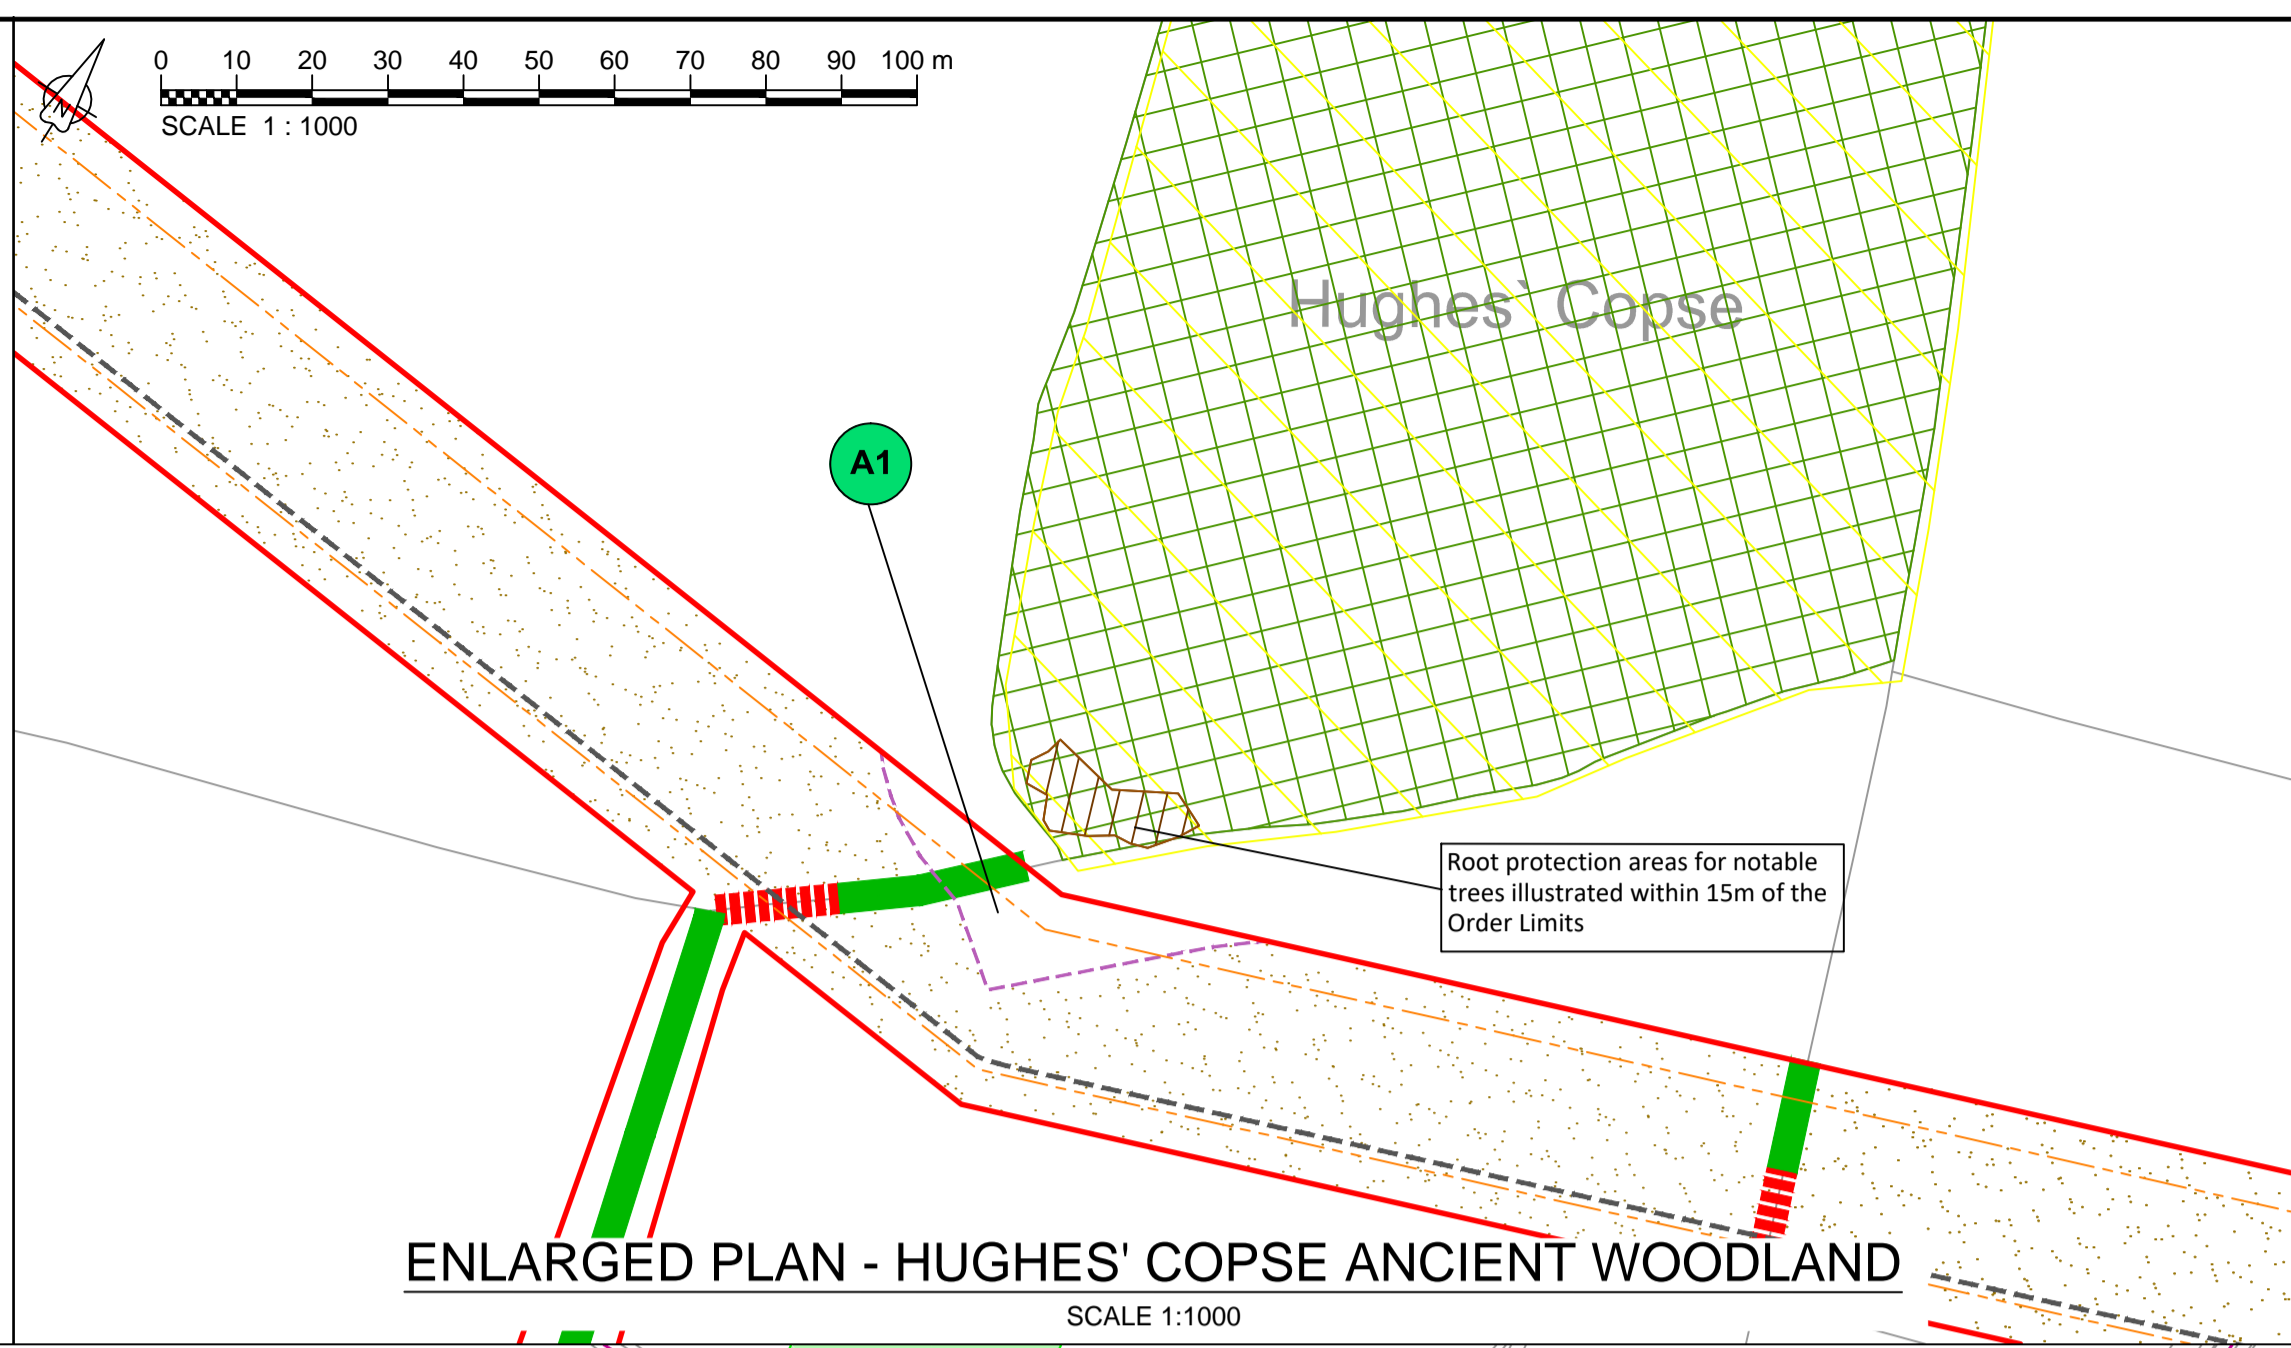 0 10 20 30 40 50 60 70 80 90 100 m
SCALE 1 : 1000
N
Hughes` Copse
A1
Root protection areas for notable
trees illustrated within 15m of the
Order Limits
ENLARGED PLAN - HUGHES' COPSE ANCIENT WOODLAND
SCALE 1:1000